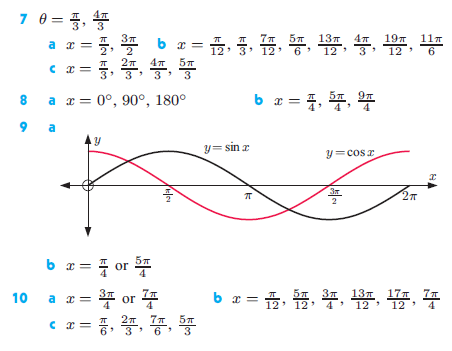 7 θ = π/3, 4π/3
a x = π/2, 3π/2 b x = π/12, π/3, 7π/12, 5π/6, 13π/12, 4π/3, 19π/12, 11π/6
c x = π/3, 2π/3, 4π/3, 5π/3
8 a x = 0°, 90°, 180° b x = π/4, 5π/4, 9π/4
9 a
y
y = sin x
y = cos x
x
π/2 π 3π/2 2π
b x = π/4 or 5π/4
10 a x = 3π/4 or 7π/4 b x = π/12, 5π/12, 3π/4, 13π/12, 17π/12, 7π/4
c x = π/6, 2π/3, 7π/6, 5π/3